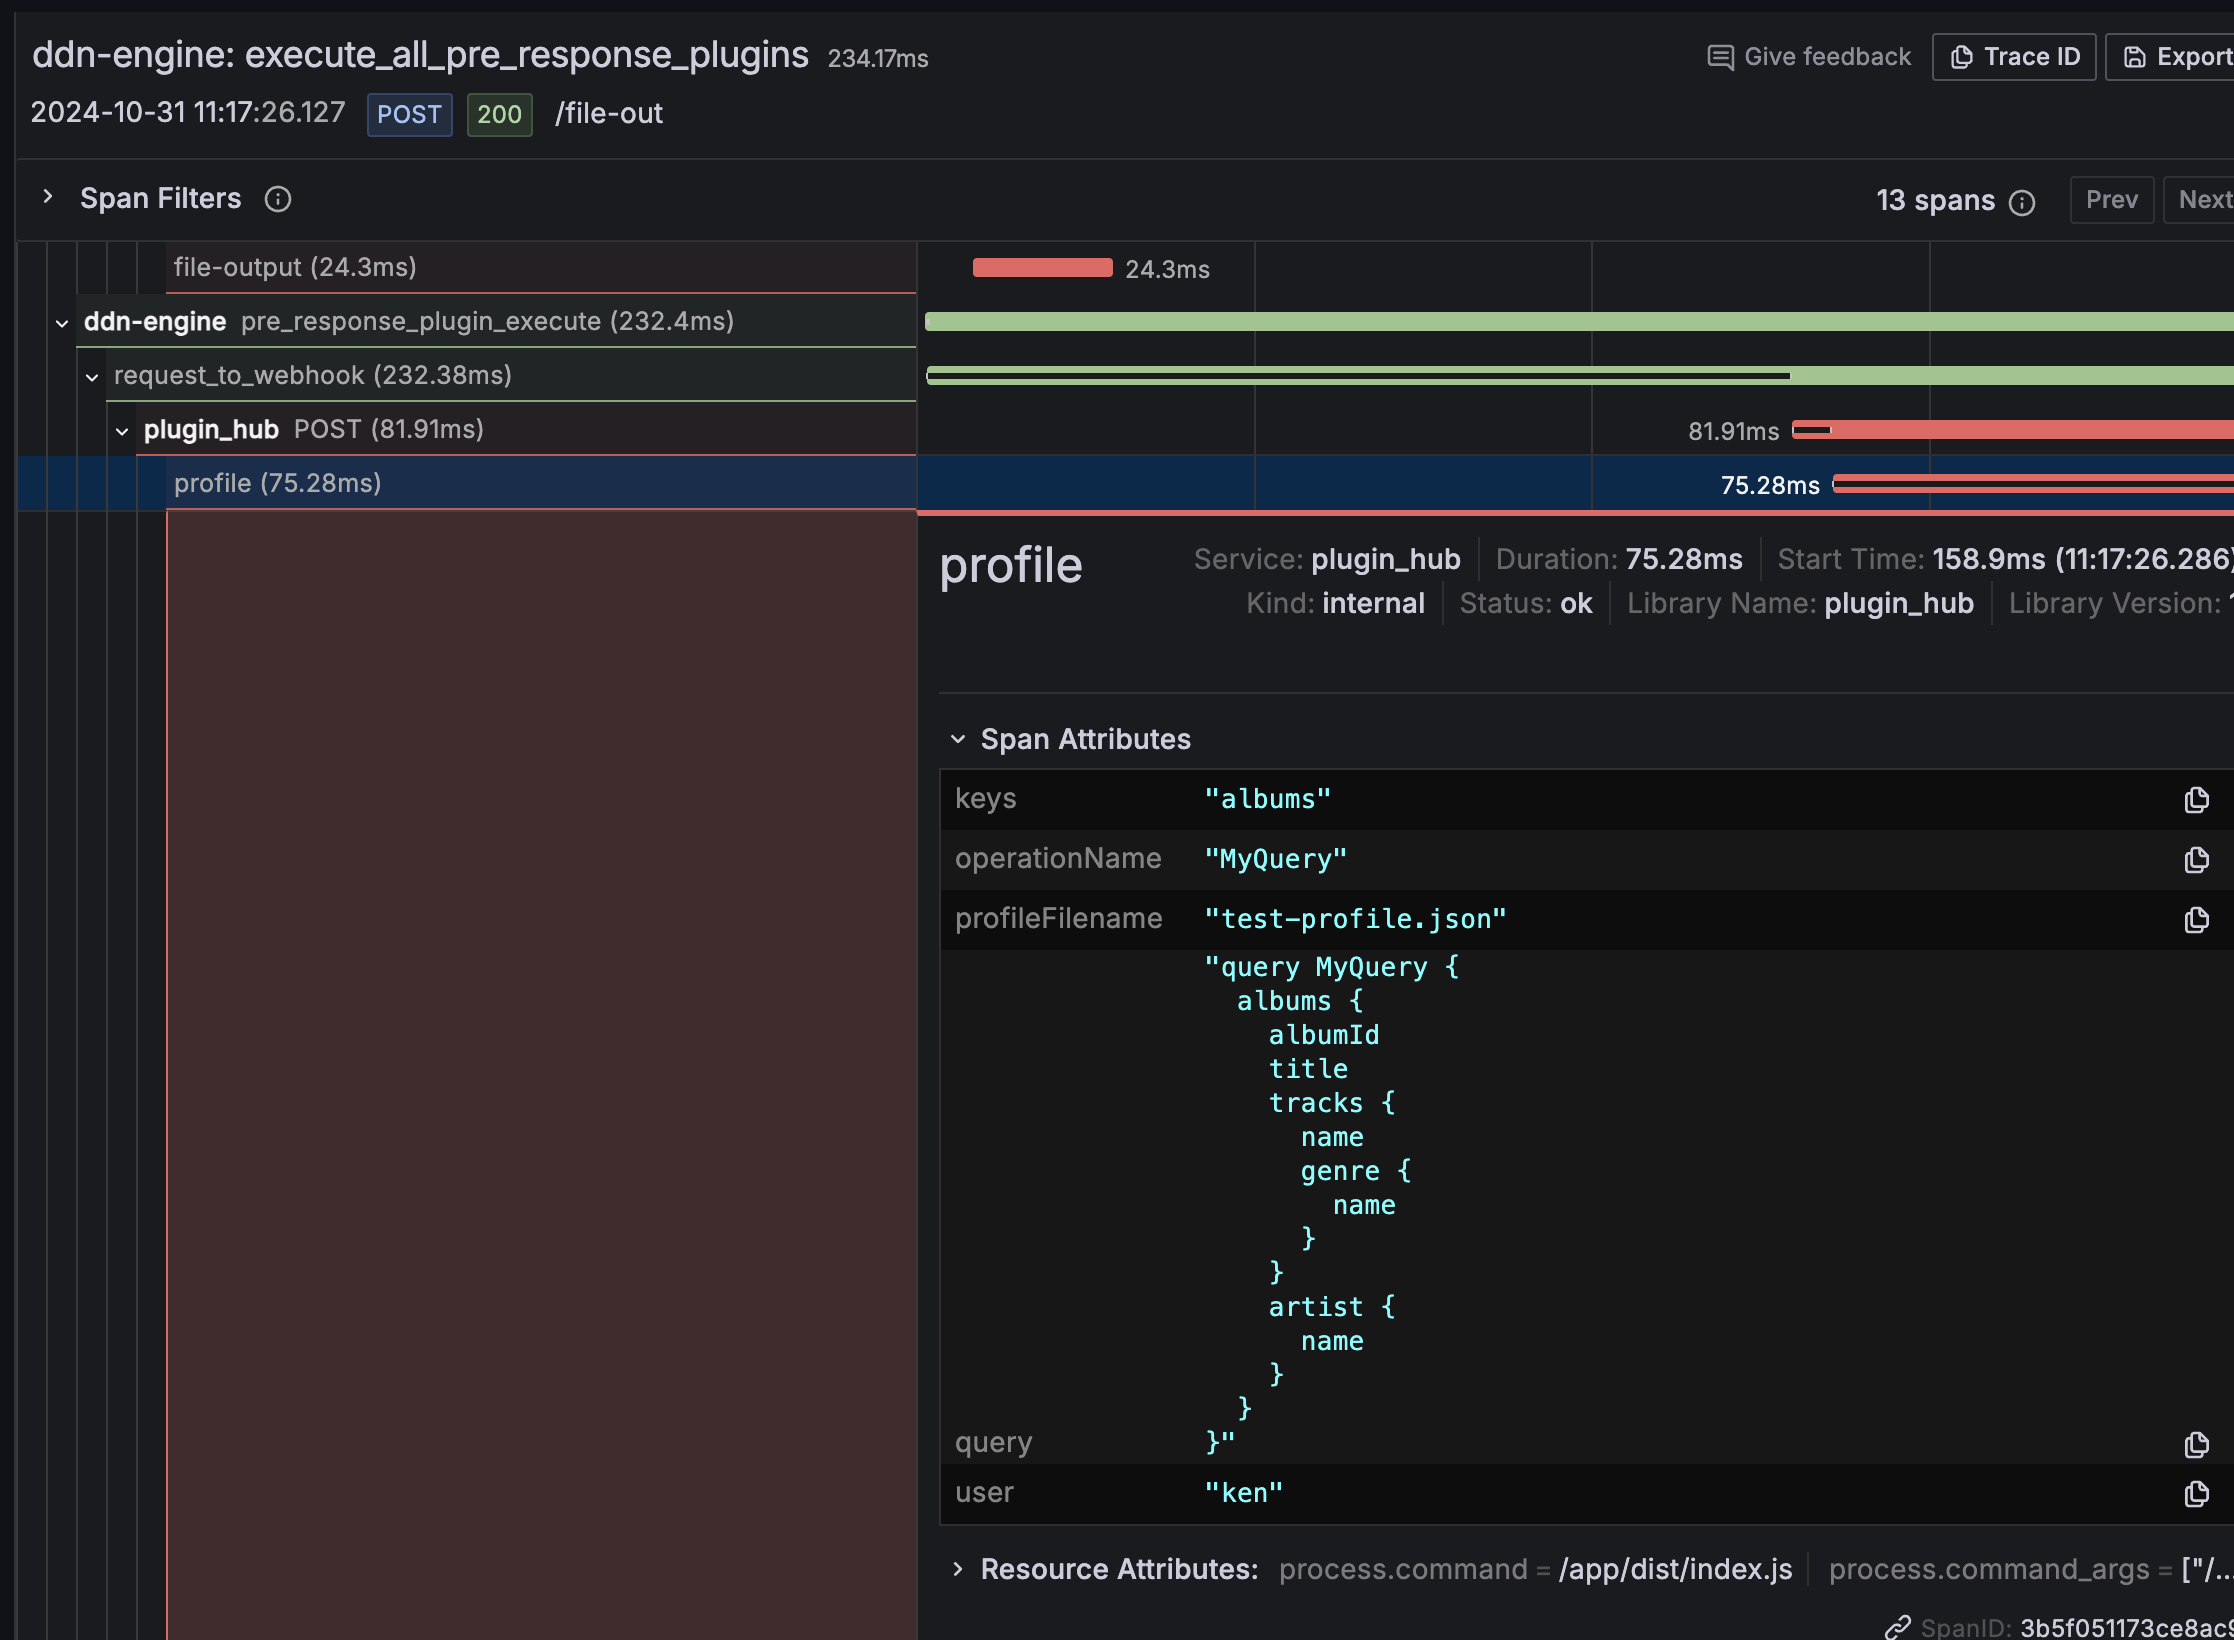 ddn-engine: execute_all_pre_response_plugins 234.17ms
Give feedback Trace ID Export
2024-10-31 11:17:26.127 POST 200 /file-out
Span Filters 13 spans Prev Next
file-output (24.3ms) 24.3ms
ddn-engine pre_response_plugin_execute (232.4ms)
request_to_webhook (232.38ms)
plugin_hub POST (81.91ms) 81.91ms
profile (75.28ms) 75.28ms
profile Service: plugin_hub Duration: 75.28ms Start Time: 158.9ms (11:17:26.286)
Kind: internal Status: ok Library Name: plugin_hub Library Version:
Span Attributes
keys "albums"
operationName "MyQuery"
profileFilename "test-profile.json"
"query MyQuery {
albums {
albumId
title
tracks {
name
genre {
name
}
}
artist {
name
}
}
query }"
user "ken"
Resource Attributes: process.command = /app/dist/index.js process.command_args = ["/...
SpanID: 3b5f051173ce8ac